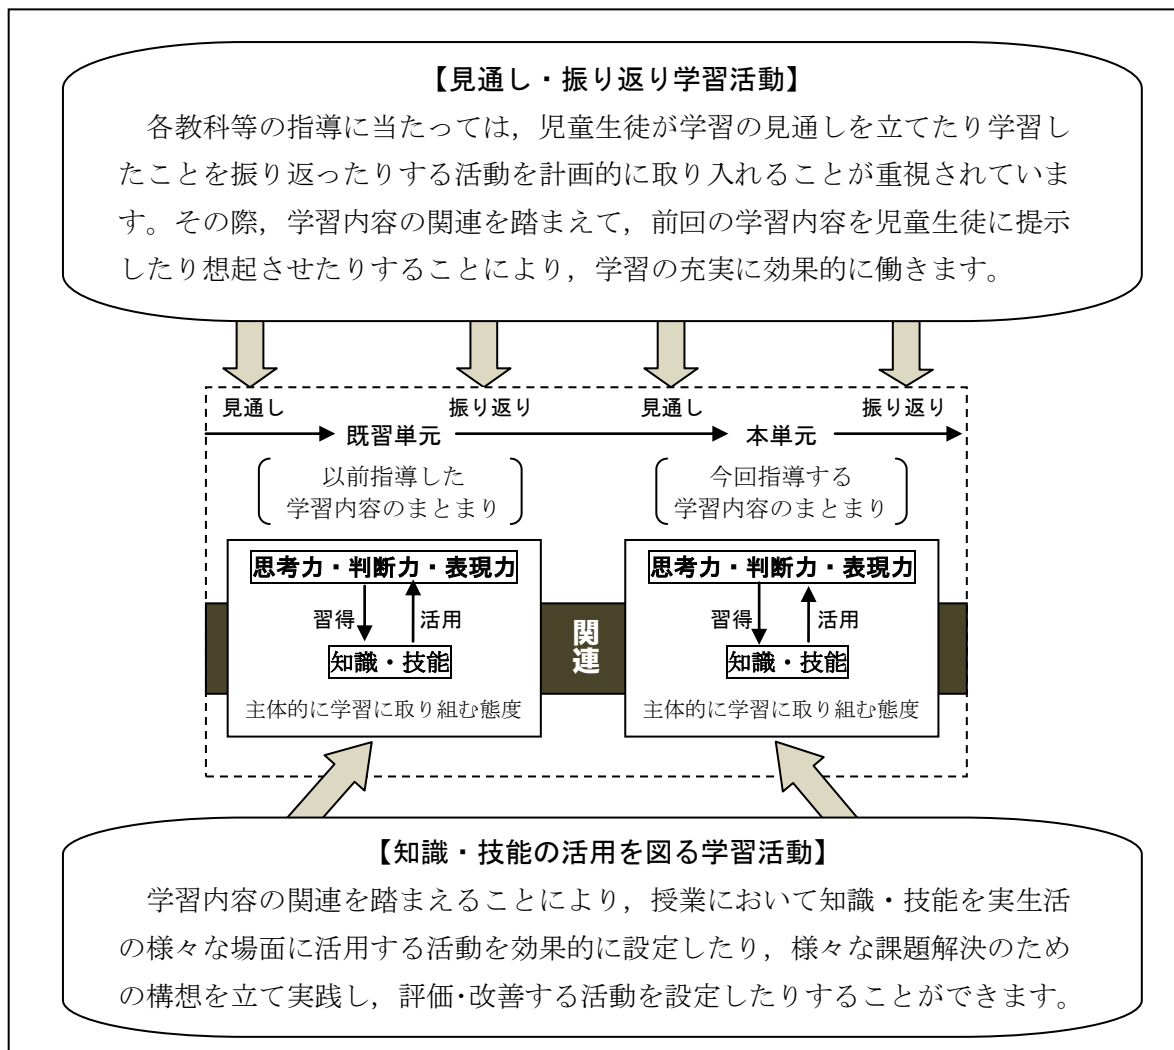 【見通し・振り返り学習活動】
各教科等の指導に当たっては，児童生徒が学習の見通しを立てたり学習し
たことを振り返ったりする活動を計画的に取り入れることが重視されていま
す。その際，学習内容の関連を踏まえて，前回の学習内容を児童生徒に提示
したり想起させたりすることにより，学習の充実に効果的に働きます。
見通し 振り返り 見通し 振り返り
既習単元 本単元
以前指導した
学習内容のまとまり
今回指導する
学習内容のまとまり
思考力・判断力・表現力
習得 活用
知識・技能
主体的に学習に取り組む態度
関連
思考力・判断力・表現力
習得 活用
知識・技能
主体的に学習に取り組む態度
【知識・技能の活用を図る学習活動】
学習内容の関連を踏まえることにより，授業において知識・技能を実生活
の様々な場面に活用する活動を効果的に設定したり，様々な課題解決のため
の構想を立て実践し，評価･改善する活動を設定したりすることができます。